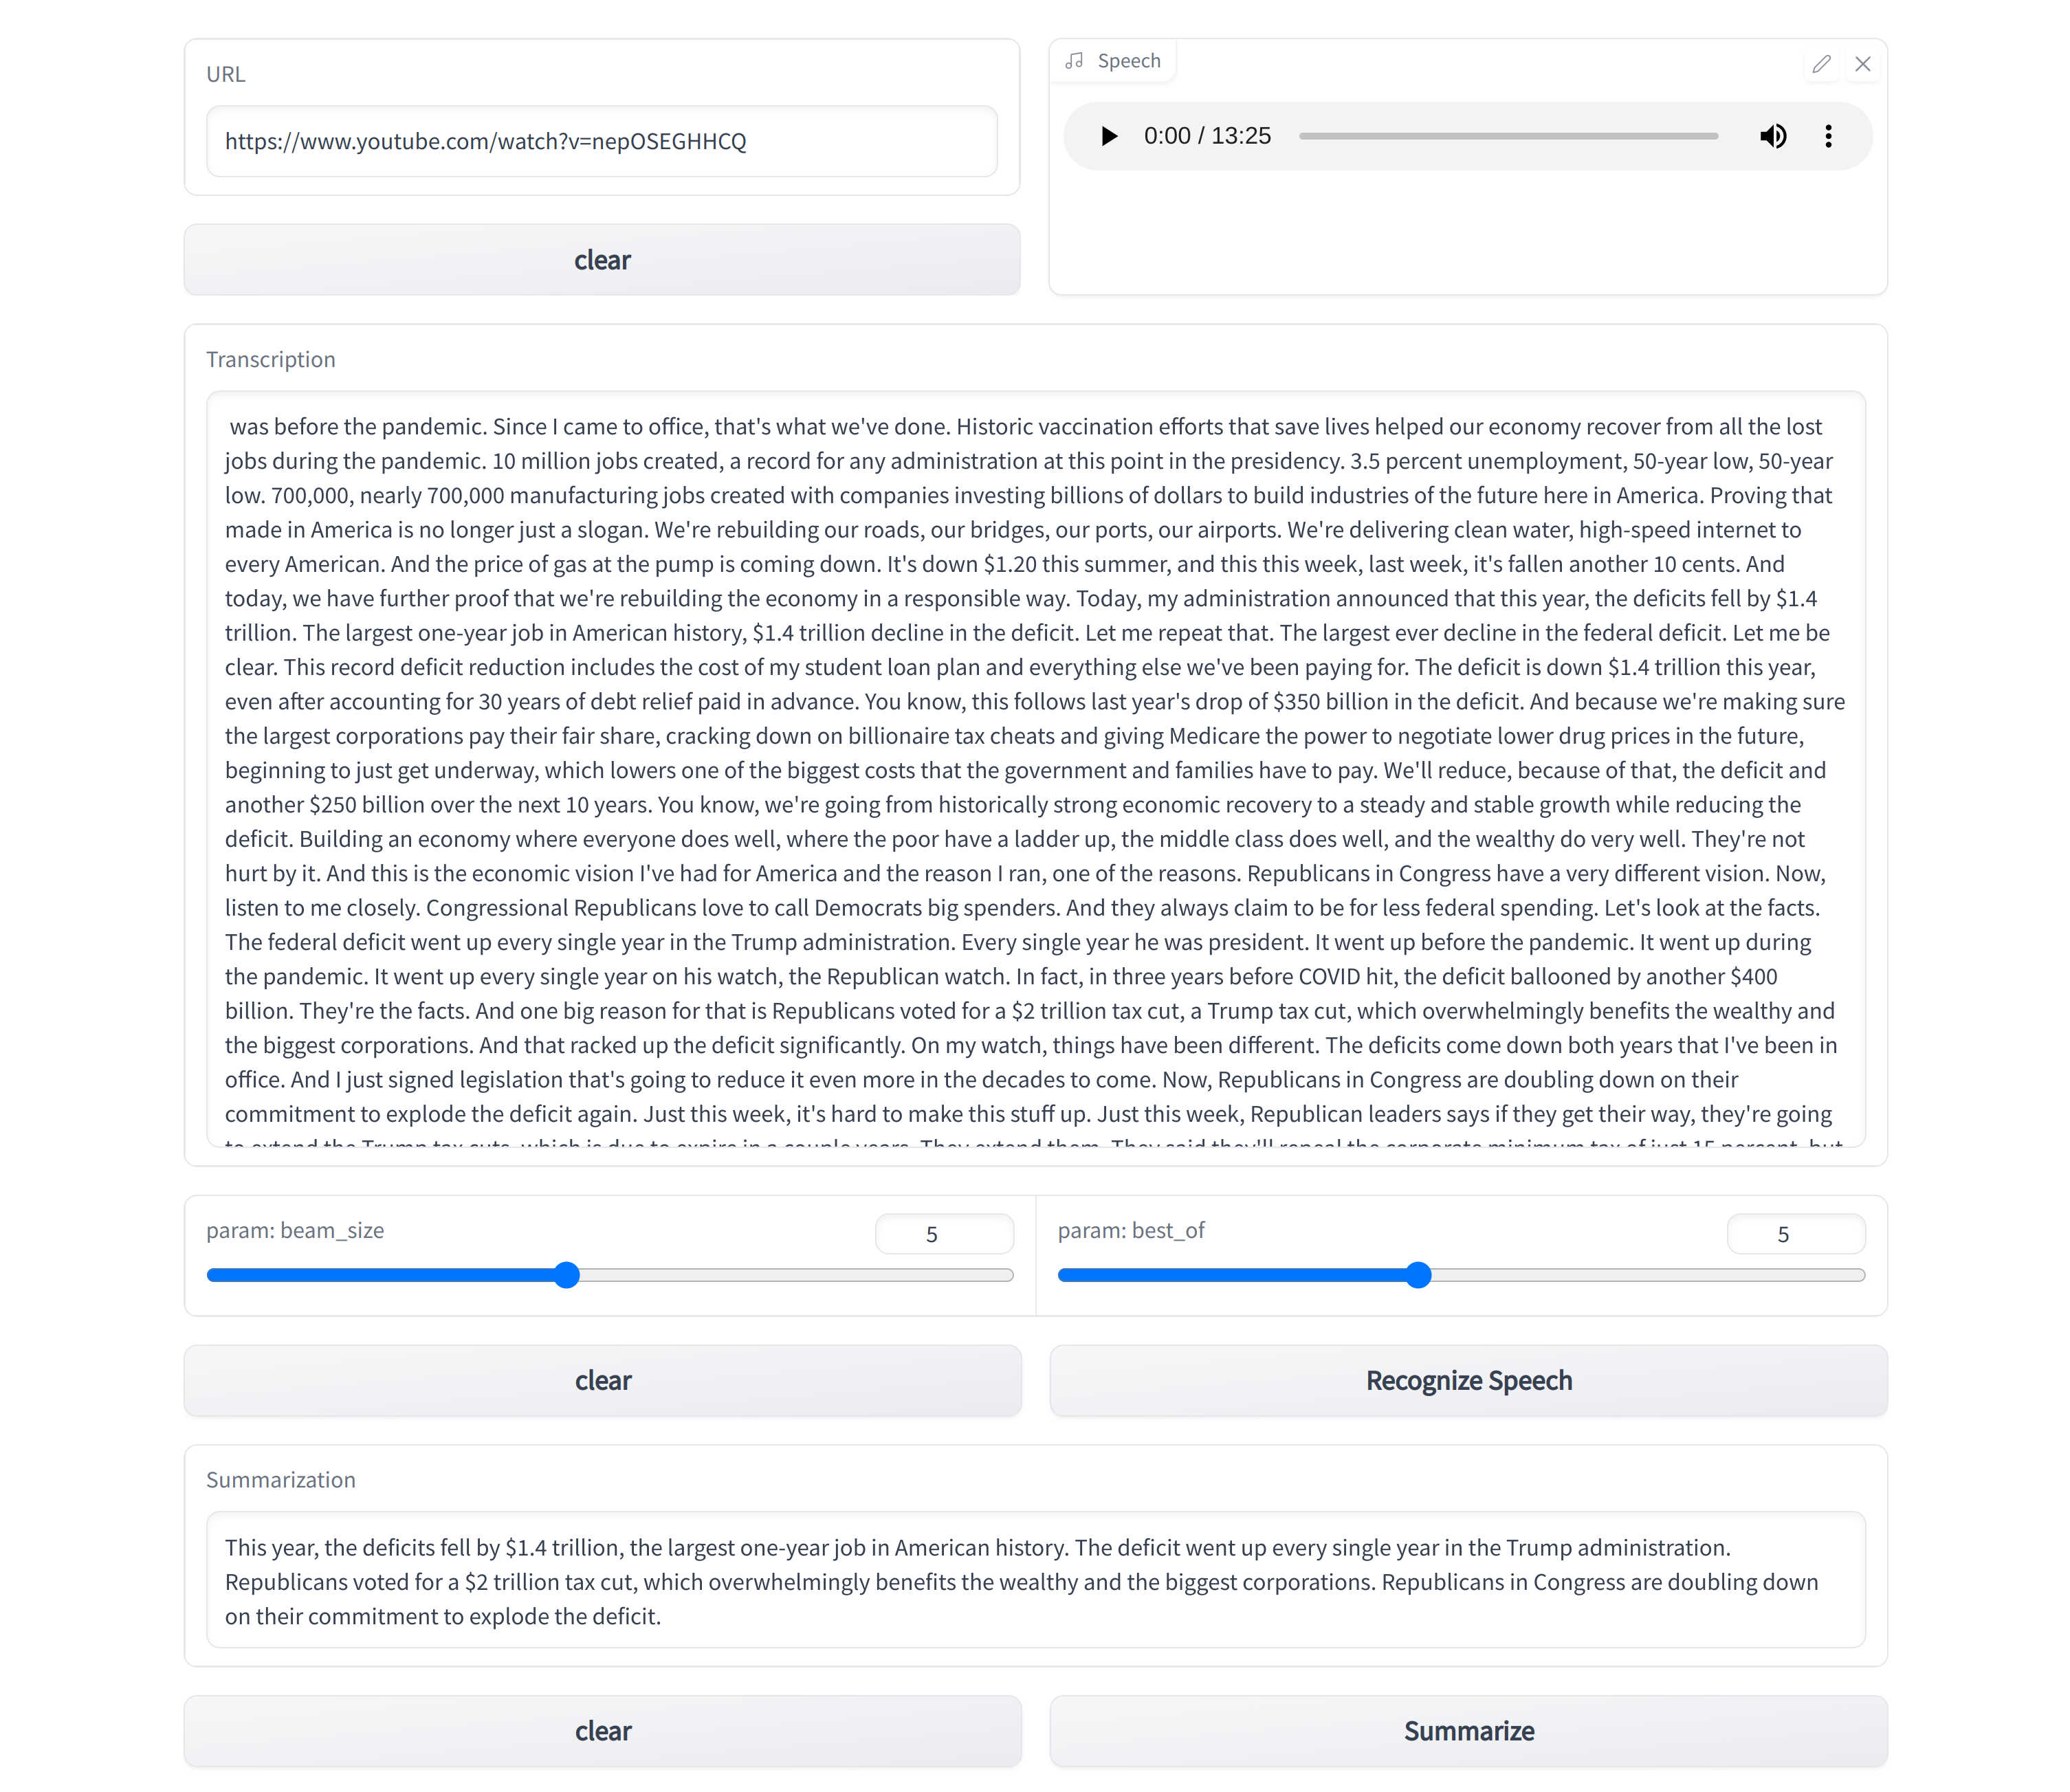 URL
https://www.youtube.com/watch?v=nepOSEGHHCQ
clear
Speech
0:00 / 13:25
Transcription
was before the pandemic. Since I came to office, that's what we've done. Historic vaccination efforts that save lives helped our economy recover from all the lost
jobs during the pandemic. 10 million jobs created, a record for any administration at this point in the presidency. 3.5 percent unemployment, 50-year low, 50-year
low. 700,000, nearly 700,000 manufacturing jobs created with companies investing billions of dollars to build industries of the future here in America. Proving that
made in America is no longer just a slogan. We're rebuilding our roads, our bridges, our ports, our airports. We're delivering clean water, high-speed internet to
every American. And the price of gas at the pump is coming down. It's down $1.20 this summer, and this this week, last week, it's fallen another 10 cents. And
today, we have further proof that we're rebuilding the economy in a responsible way. Today, my administration announced that this year, the deficits fell by $1.4
trillion. The largest one-year job in American history, $1.4 trillion decline in the deficit. Let me repeat that. The largest ever decline in the federal deficit. Let me be
clear. This record deficit reduction includes the cost of my student loan plan and everything else we've been paying for. The deficit is down $1.4 trillion this year,
even after accounting for 30 years of debt relief paid in advance. You know, this follows last year's drop of $350 billion in the deficit. And because we're making sure
the largest corporations pay their fair share, cracking down on billionaire tax cheats and giving Medicare the power to negotiate lower drug prices in the future,
beginning to just get underway, which lowers one of the biggest costs that the government and families have to pay. We'll reduce, because of that, the deficit and
another $250 billion over the next 10 years. You know, we're going from historically strong economic recovery to a steady and stable growth while reducing the
deficit. Building an economy where everyone does well, where the poor have a ladder up, the middle class does well, and the wealthy do very well. They're not
hurt by it. And this is the economic vision I've had for America and the reason I ran, one of the reasons. Republicans in Congress have a very different vision. Now,
listen to me closely. Congressional Republicans love to call Democrats big spenders. And they always claim to be for less federal spending. Let's look at the facts.
The federal deficit went up every single year in the Trump administration. Every single year he was president. It went up before the pandemic. It went up during
the pandemic. It went up every single year on his watch, the Republican watch. In fact, in three years before COVID hit, the deficit ballooned by another $400
billion. They're the facts. And one big reason for that is Republicans voted for a $2 trillion tax cut, a Trump tax cut, which overwhelmingly benefits the wealthy and
the biggest corporations. And that racked up the deficit significantly. On my watch, things have been different. The deficits come down both years that I've been in
office. And I just signed legislation that's going to reduce it even more in the decades to come. Now, Republicans in Congress are doubling down on their
commitment to explode the deficit again. Just this week, it's hard to make this stuff up. Just this week, Republican leaders says if they get their way, they're going
to extend the Trump tax cuts, which is due to expire in a couple years. They extend them. They said they'll repeal the corporate minimum tax of just 15 percent, but
param: beam_size
5
param: best_of
5
clear
Recognize Speech
Summarization
This year, the deficits fell by $1.4 trillion, the largest one-year job in American history. The deficit went up every single year in the Trump administration.
Republicans voted for a $2 trillion tax cut, which overwhelmingly benefits the wealthy and the biggest corporations. Republicans in Congress are doubling down
on their commitment to explode the deficit.
clear
Summarize